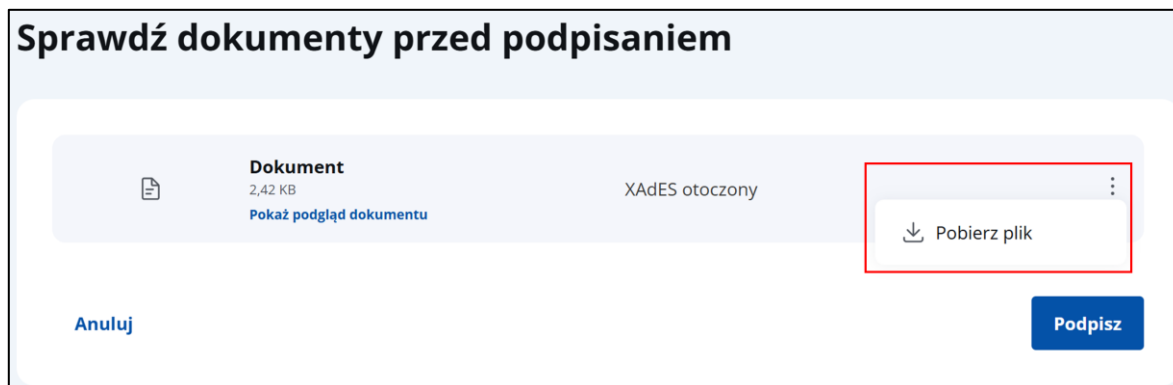 Sprawdź dokumenty przed podpisaniem
Dokument
2,42 KB
Pokaż podgląd dokumentu
XAdES otoczony
Pobierz plik
Anuluj
Podpisz